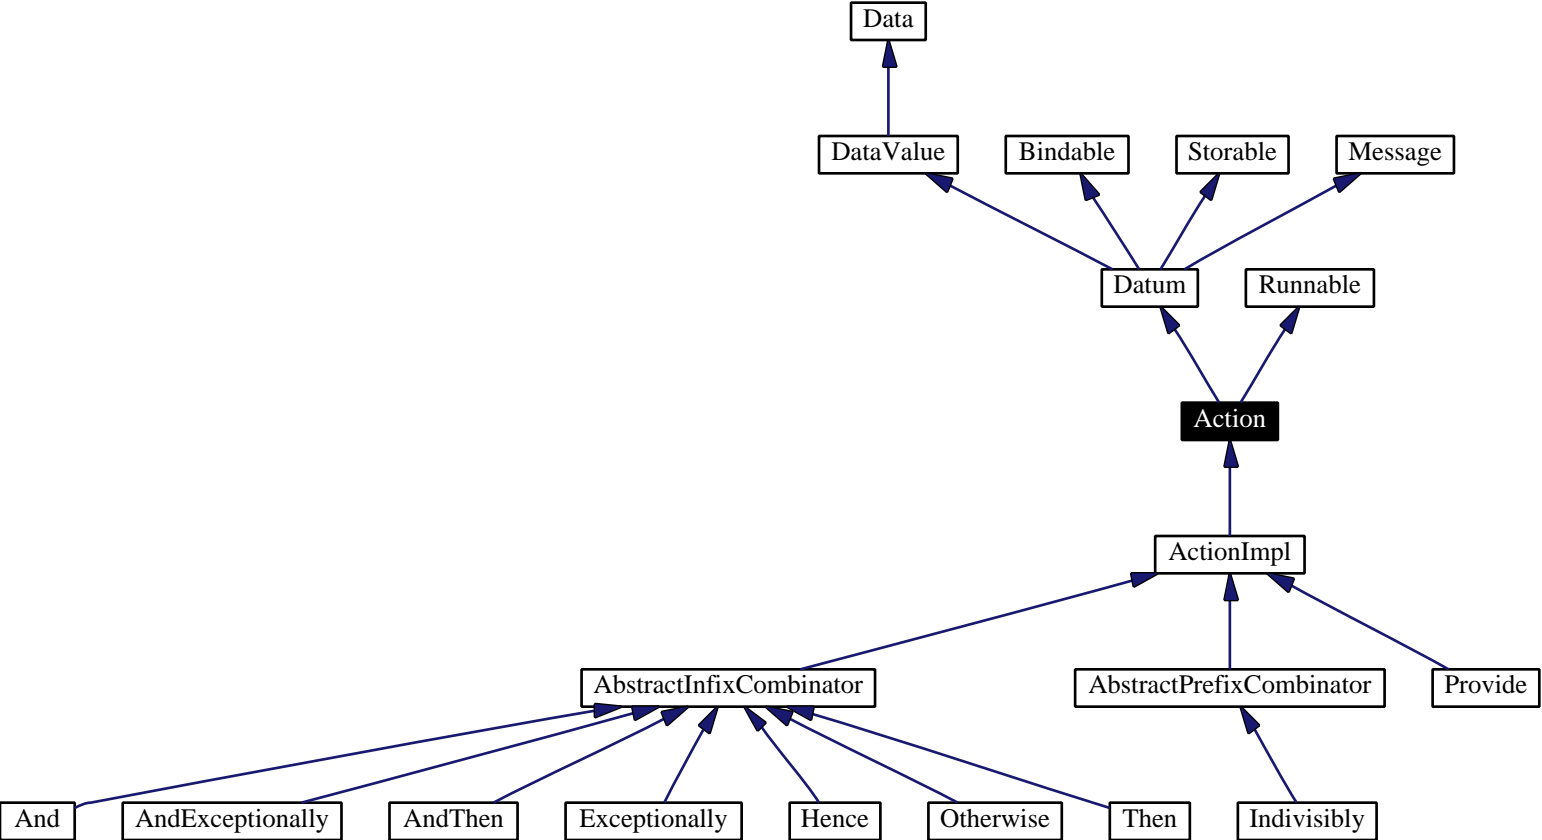 Data
DataValue
Bindable
Storable
Message
Datum
Runnable
Action
ActionImpl
AbstractInfixCombinator
AbstractPrefixCombinator
Provide
And
AndExceptionally
AndThen
Exceptionally
Hence
Otherwise
Then
Indivisibly